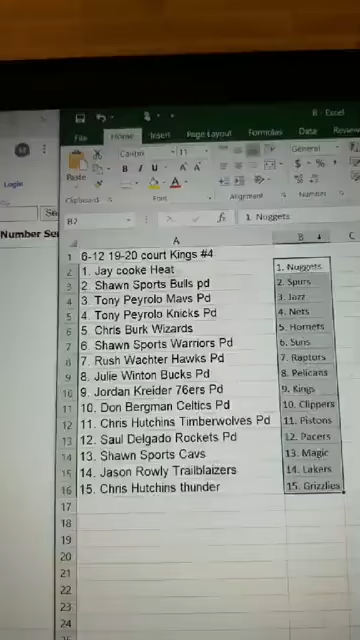 B - Excel
File Home Insert Page Layout Formulas Data Review
Login
Paste
Calibri 11 A A
B I U A
General
$ % ,
Clipboard Font Alignment Number
B2 fx 1. Nuggets
Number
A B C
1 6-12 19-20 court Kings #4
2 1. Jay cooke Heat 1. Nuggets
3 2. Shawn Sports Bulls pd 2. Spurs
4 3. Tony Peyrolo Mavs Pd 3. Jazz
5 4. Tony Peyrolo Knicks Pd 4. Nets
6 5. Chris Burk Wizards 5. Hornets
7 6. Shawn Sports Warriors Pd 6. Suns
8 7. Rush Wachter Hawks Pd 7. Raptors
9 8. Julie Winton Bucks Pd 8. Pelicans
10 9. Jordan Kreider 76ers Pd 9. Kings
11 10. Don Bergman Celtics Pd 10. Clippers
12 11. Chris Hutchins Timberwolves Pd 11. Pistons
13 12. Saul Delgado Rockets Pd 12. Pacers
14 13. Shawn Sports Cavs 13. Magic
15 14. Jason Rowly Trailblaizers 14. Lakers
16 15. Chris Hutchins thunder 15. Grizzlies
17
18
19
20
21
22
23
24